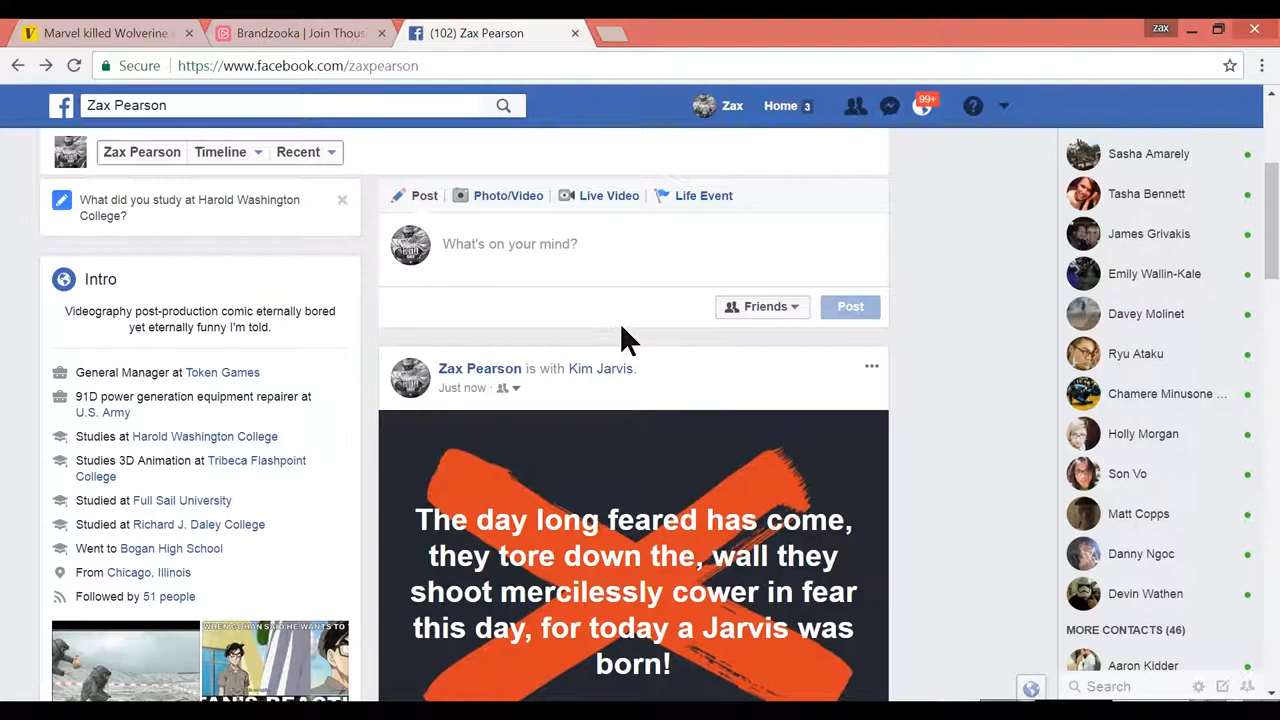 Marvel killed Wolverine
Brandzooka | Join Thous
(102) Zax Pearson
zax
Secure
https://www.facebook.com/zaxpearson
Zax Pearson
Zax
Home 3
99+
Zax Pearson
Timeline
Recent
What did you study at Harold Washington
College?
Intro
Videography post-production comic eternally bored
yet eternally funny I'm told.
General Manager at Token Games
91D power generation equipment repairer at
U.S. Army
Studies at Harold Washington College
Studies 3D Animation at Tribeca Flashpoint
College
Studied at Full Sail University
Studied at Richard J. Daley College
Went to Bogan High School
From Chicago, Illinois
Followed by 51 people
WHEN GOHAN SAID HE WANTS TO
Post
Photo/Video
Live Video
Life Event
What's on your mind?
Friends
Post
Zax Pearson is with Kim Jarvis.
Just now
The day long feared has come,
they tore down the, wall they
shoot mercilessly cower in fear
this day, for today a Jarvis was
born!
Sasha Amarely
Tasha Bennett
James Grivakis
Emily Wallin-Kale
Davey Molinet
Ryu Ataku
Chamere Minusone ...
Holly Morgan
Son Vo
Matt Copps
Danny Ngoc
Devin Wathen
MORE CONTACTS (46)
Aaron Kidder
Search